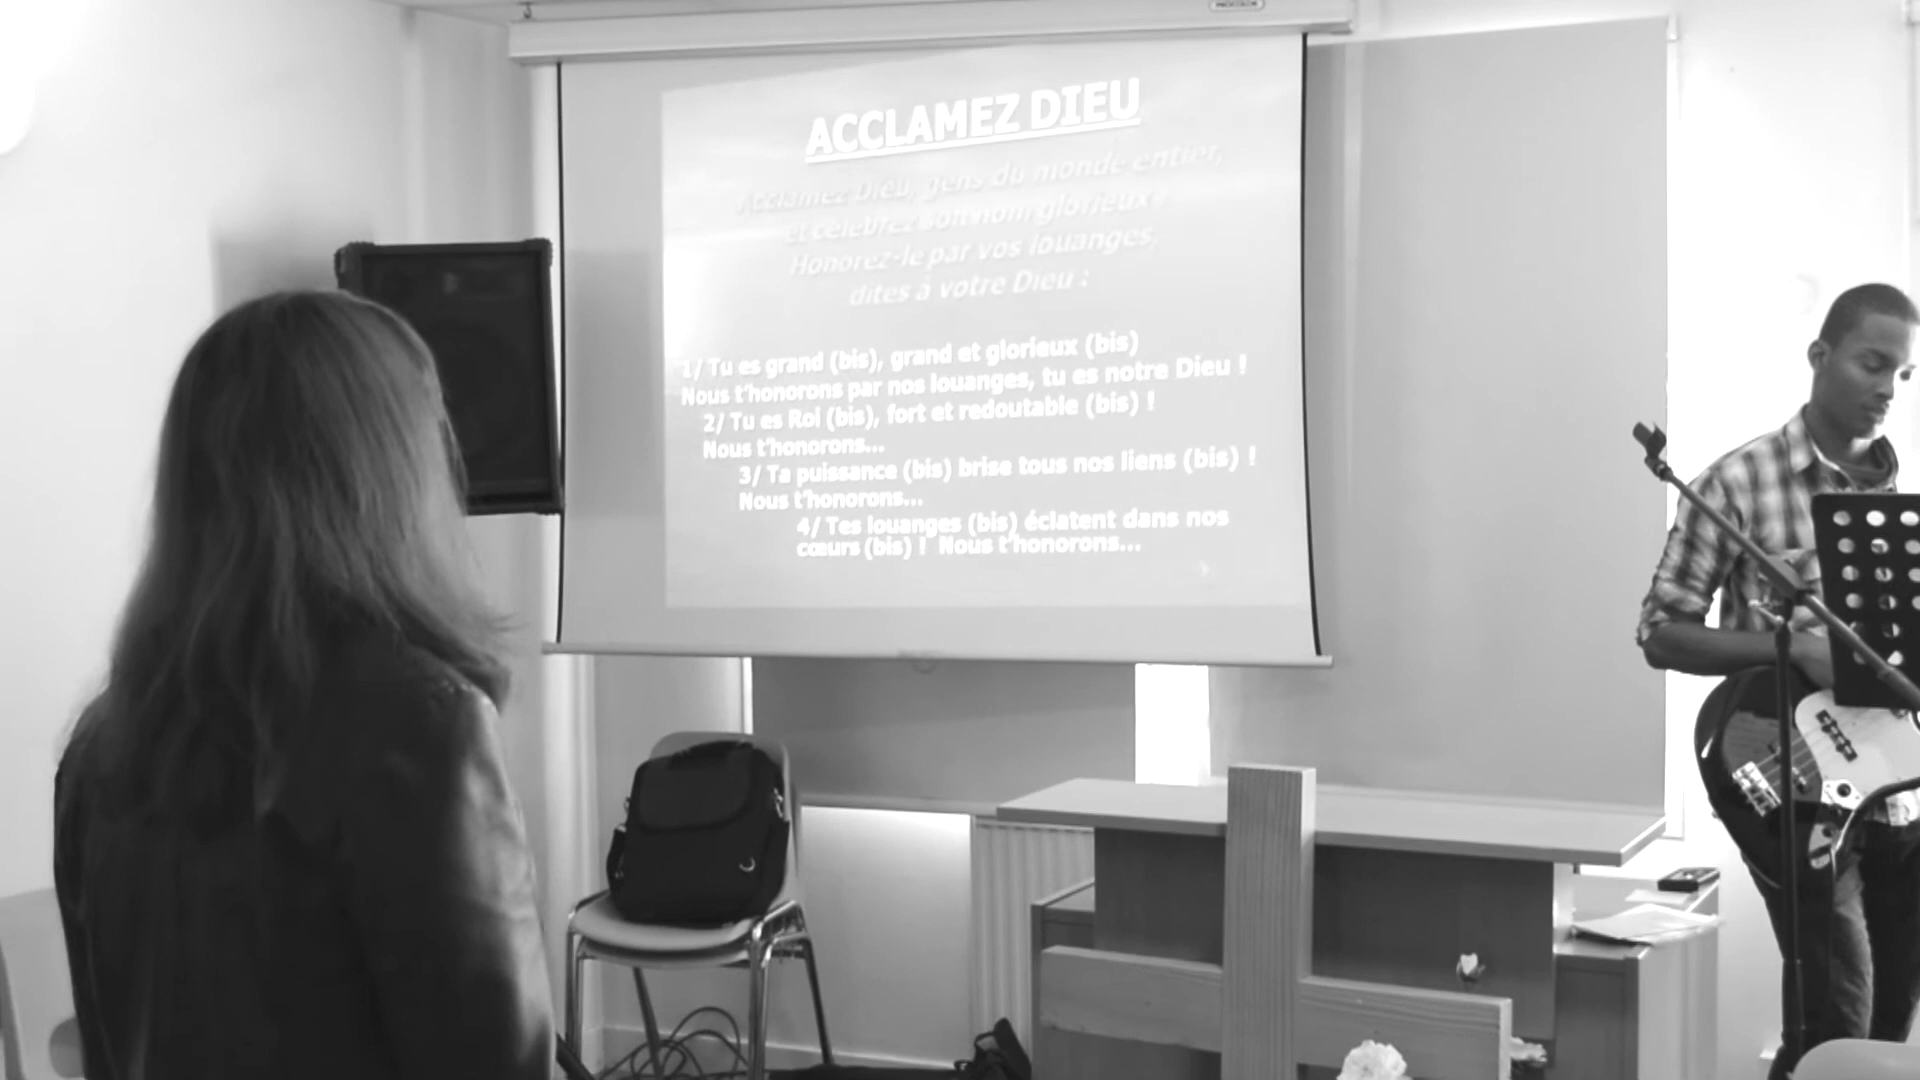 PROCOLOR
ACCLAMEZ DIEU
Acclamez Dieu, gens du monde entier,
et célébrez son nom glorieux !
Honorez-le par vos louanges,
dites à votre Dieu :
1/ Tu es grand (bis), grand et glorieux (bis)
Nous t'honorons par nos louanges, tu es notre Dieu !
2/ Tu es Roi (bis), fort et redoutable (bis) !
Nous t'honorons...
3/ Ta puissance (bis) brise tous nos liens (bis) !
Nous t'honorons...
4/ Tes louanges (bis) éclatent dans nos
cœurs (bis) ! Nous t'honorons...